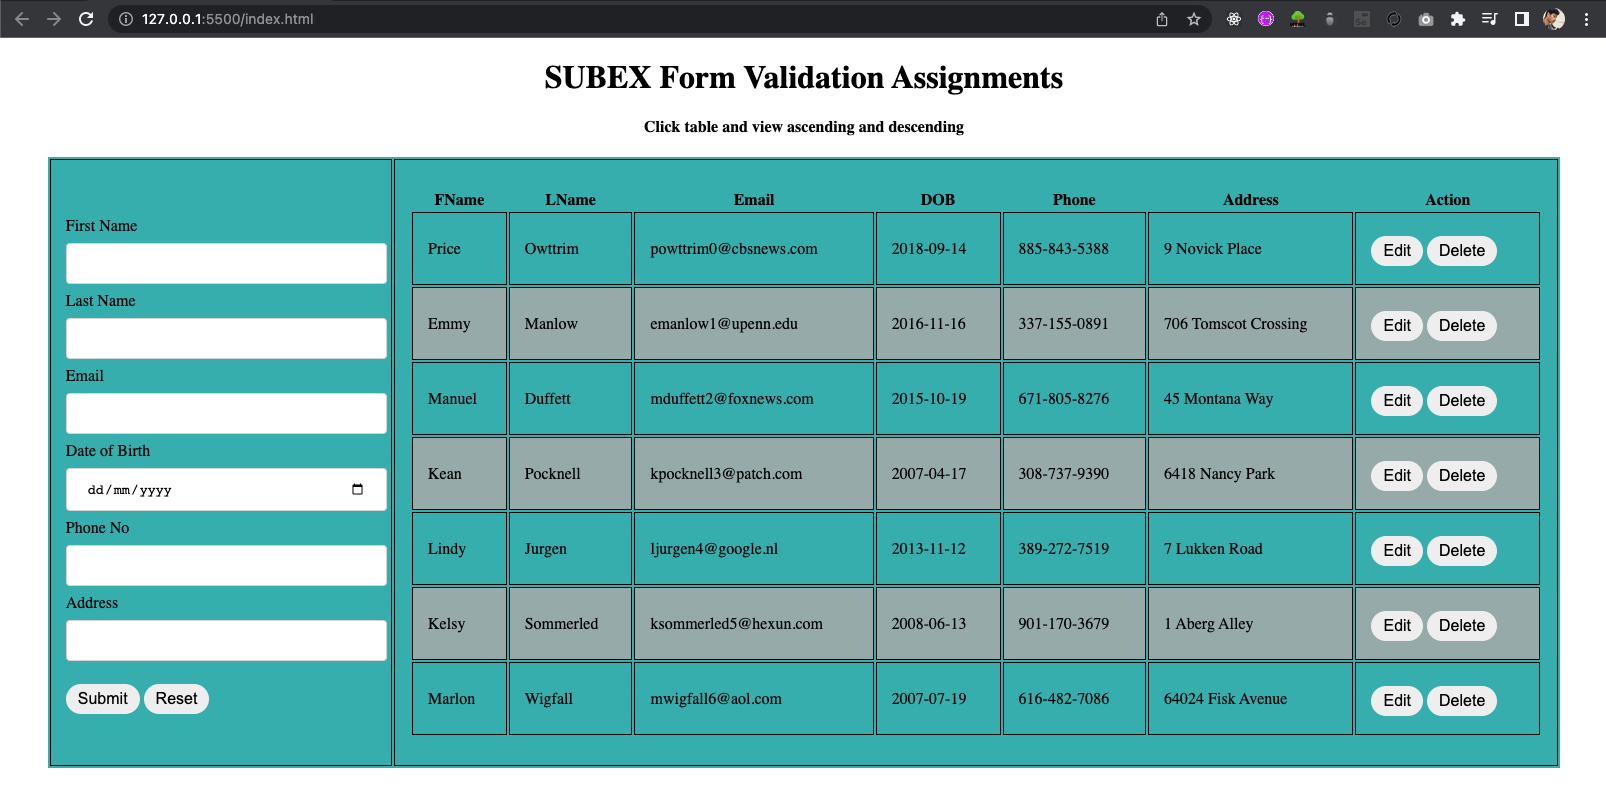 127.0.0.1:5500/index.html
SUBEX Form Validation Assignments
Click table and view ascending and descending
First Name
Last Name
Email
Date of Birth
dd/mm/yyyy
Phone No
Address
Submit Reset
FName LName Email DOB Phone Address Action
Price Owttrim powttrim0@cbsnews.com 2018-09-14 885-843-5388 9 Novick Place Edit Delete
Emmy Manlow emanlow1@upenn.edu 2016-11-16 337-155-0891 706 Tomscot Crossing Edit Delete
Manuel Duffett mduffett2@foxnews.com 2015-10-19 671-805-8276 45 Montana Way Edit Delete
Kean Pocknell kpocknell3@patch.com 2007-04-17 308-737-9390 6418 Nancy Park Edit Delete
Lindy Jurgen ljurgen4@google.nl 2013-11-12 389-272-7519 7 Lukken Road Edit Delete
Kelsy Sommerled ksommerled5@hexun.com 2008-06-13 901-170-3679 1 Aberg Alley Edit Delete
Marlon Wigfall mwigfall6@aol.com 2007-07-19 616-482-7086 64024 Fisk Avenue Edit Delete